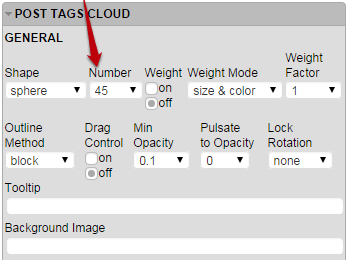 POST TAGS CLOUD
GENERAL
Shape Number Weight Weight Mode Weight Factor
sphere 45 on off size & color 1
Outline Method Drag Control Min Opacity Pulsate to Opacity Lock Rotation
block on off 0.1 0 none
Tooltip
Background Image